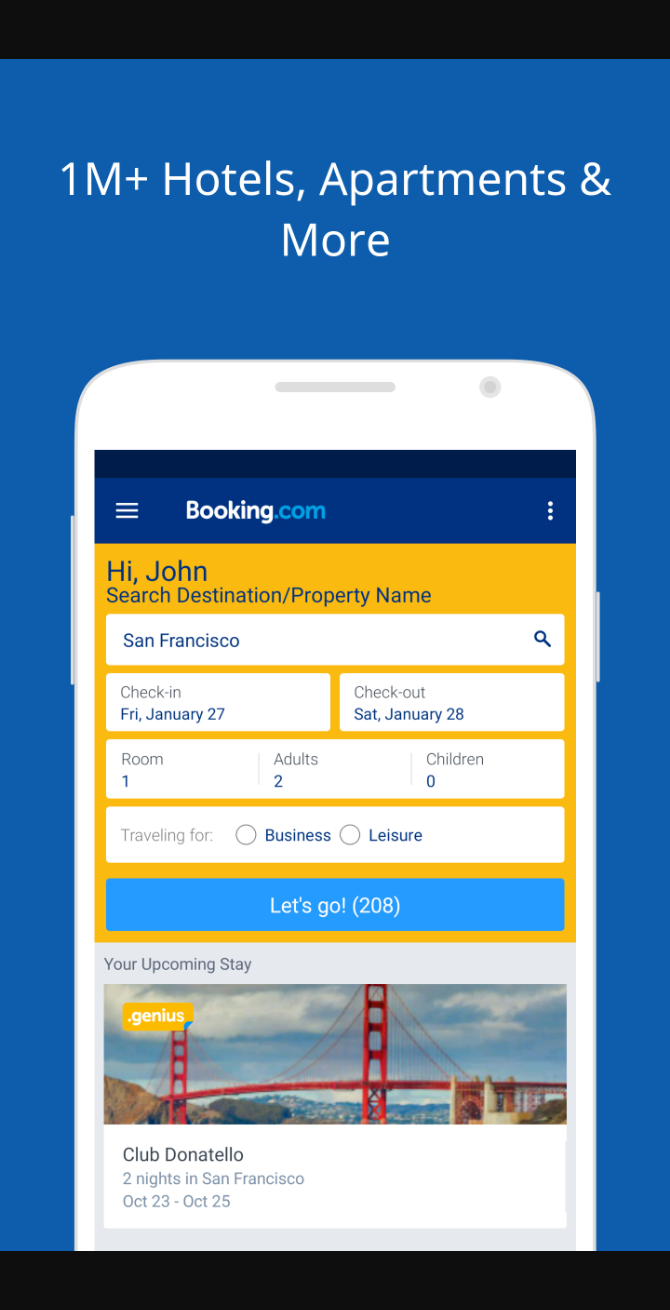 1M+ Hotels, Apartments &
More
Booking.com
Hi, John
Search Destination/Property Name
San Francisco
Check-in
Fri, January 27
Check-out
Sat, January 28
Room
1
Adults
2
Children
0
Traveling for: Business Leisure
Let's go! (208)
Your Upcoming Stay
.genius
Club Donatello
2 nights in San Francisco
Oct 23 - Oct 25